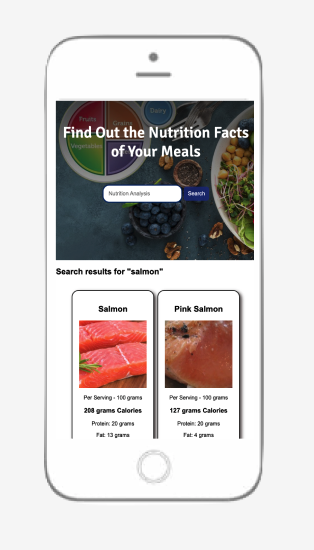 Fruits
Grains
Dairy
Vegetables
Find Out the Nutrition Facts
of Your Meals
Nutrition Analysis
Search
Search results for "salmon"
Salmon
Pink Salmon
Per Serving - 100 grams
Per Serving - 100 grams
208 grams Calories
127 grams Calories
Protein: 20 grams
Protein: 20 grams
Fat: 13 grams
Fat: 4 grams